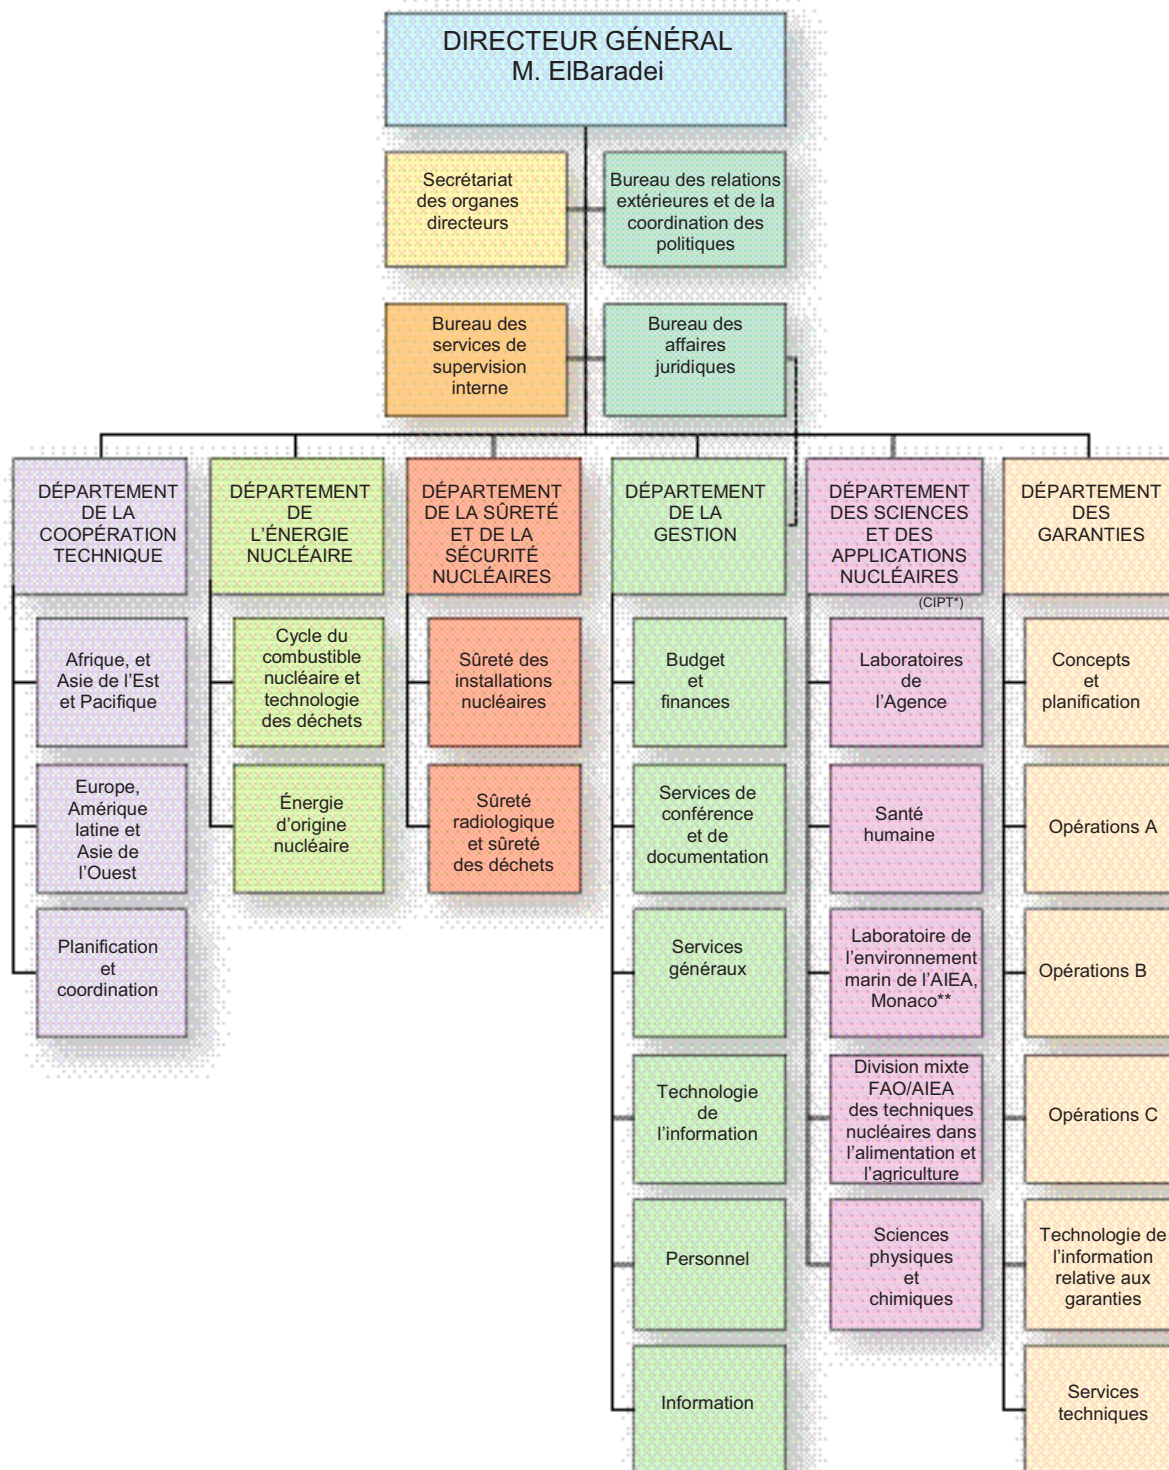 DIRECTEUR GÉNÉRAL
M. ElBaradei
Secrétariat
des organes
directeurs
Bureau des relations
extérieures et de la
coordination des
politiques
Bureau des
services de
supervision
interne
Bureau des
affaires
juridiques
DÉPARTEMENT
DE LA
COOPÉRATION
TECHNIQUE
Afrique, et
Asie de l’Est
et Pacifique
Europe,
Amérique
latine et
Asie de
l’Ouest
Planification
et
coordination
DÉPARTEMENT
DE
L’ÉNERGIE
NUCLÉAIRE
Cycle du
combustible
nucléaire et
technologie
des déchets
Énergie
d’origine
nucléaire
DÉPARTEMENT
DE LA SÛRETÉ
ET DE LA
SÉCURITÉ
NUCLÉAIRES
Sûreté des
installations
nucléaires
Sûreté
radiologique
et sûreté
des déchets
DÉPARTEMENT
DE LA
GESTION
Budget
et
finances
Services de
conférence
et de
documentation
Services
généraux
Technologie
de
l’information
Personnel
Information
DÉPARTEMENT
DES SCIENCES
ET DES
APPLICATIONS
NUCLÉAIRES
(CIPT*)
Laboratoires
de
l’Agence
Santé
humaine
Laboratoire de
l’environnement
marin de l’AIEA,
Monaco**
Division mixte
FAO/AIEA
des techniques
nucléaires dans
l’alimentation et
l’agriculture
Sciences
physiques
et
chimiques
DÉPARTEMENT
DES
GARANTIES
Concepts
et
planification
Opérations A
Opérations B
Opérations C
Technologie de
l’information
relative aux
garanties
Services
techniques